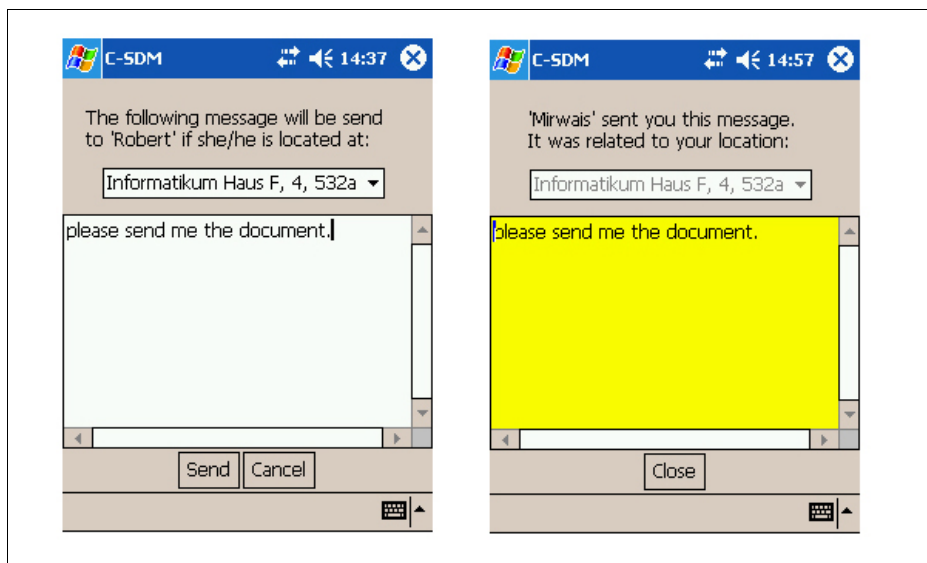 C-SDM 14:37
The following message will be send
to 'Robert' if she/he is located at:
Informatikum Haus F, 4, 532a
please send me the document.
Send Cancel
C-SDM 14:57
'Mirwais' sent you this message.
It was related to your location:
Informatikum Haus F, 4, 532a
please send me the document.
Close